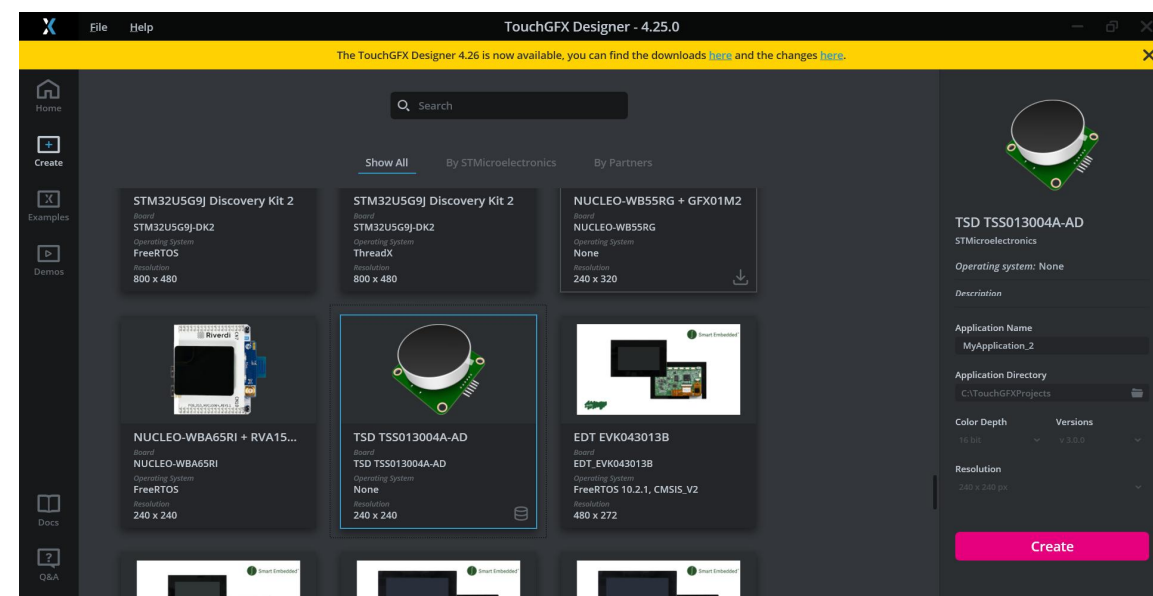 File Help TouchGFX Designer - 4.25.0
The TouchGFX Designer 4.26 is now available, you can find the downloads here and the changes here.
Home
Create
Examples
Demos
Docs
Q&A
Search
Show All By STMicroelectronics By Partners
STM32U5G9J Discovery Kit 2
Board
STM32U5G9J-DK2
Operating System
FreeRTOS
Resolution
800 x 480
STM32U5G9J Discovery Kit 2
Board
STM32U5G9J-DK2
Operating System
ThreadX
Resolution
800 x 480
NUCLEO-WB55RG + GFX01M2
Board
NUCLEO-WB55RG
Operating System
None
Resolution
240 x 320
Riverdi
NUCLEO-WBA65RI + RVA15...
Board
NUCLEO-WBA65RI
Operating System
FreeRTOS
Resolution
240 x 240
TSD TSS013004A-AD
Board
TSD TSS013004A-AD
Operating System
None
Resolution
240 x 240
Smart Embedded
EDT EVK043013B
Board
EDT_EVK043013B
Operating System
FreeRTOS 10.2.1, CMSIS_V2
Resolution
480 x 272
Smart Embedded
Smart Embedded
Smart Embedded
TSD TSS013004A-AD
STMicroelectronics
Operating system: None
Description
Application Name
MyApplication_2
Application Directory
C:\TouchGFXProjects
Color Depth Versions
16 bit v 3.0.0
Resolution
240 x 240 px
Create